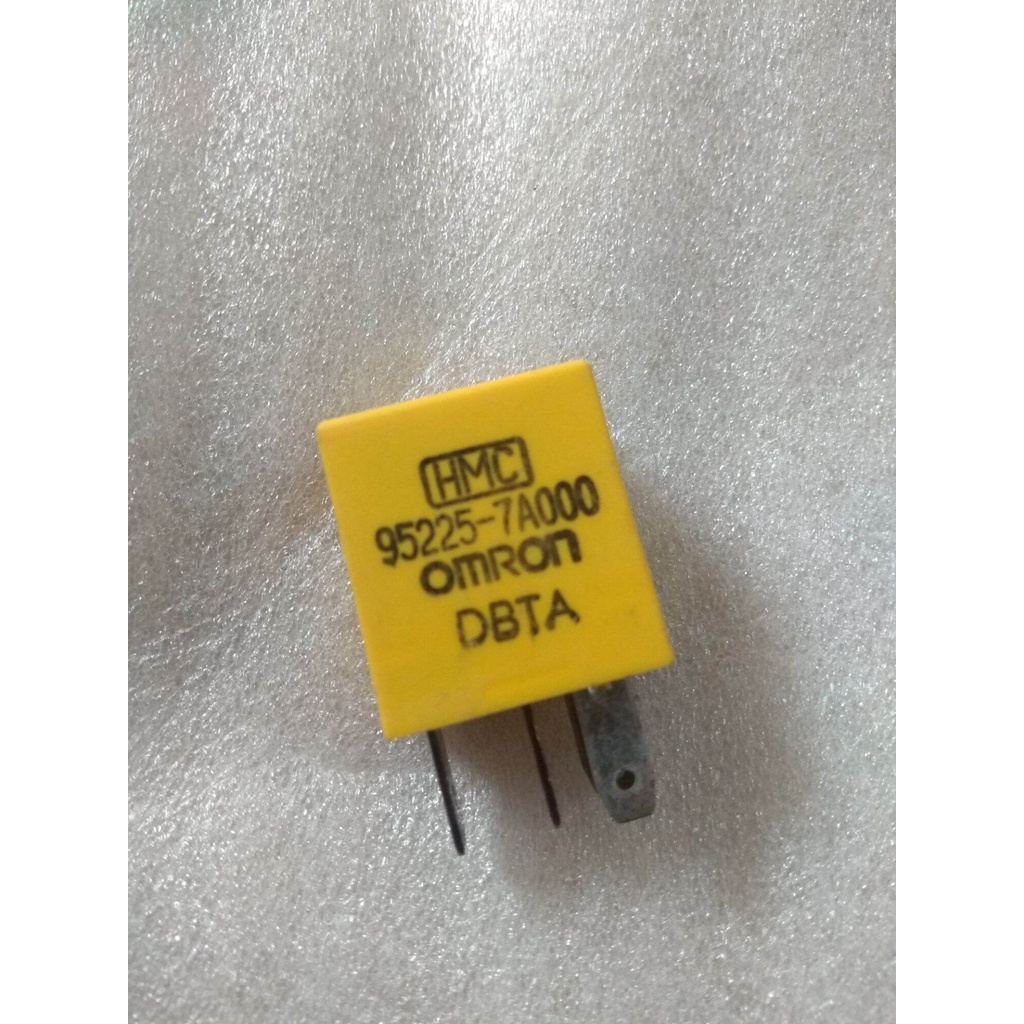 HMC
95225-7A000
omron
DBTA